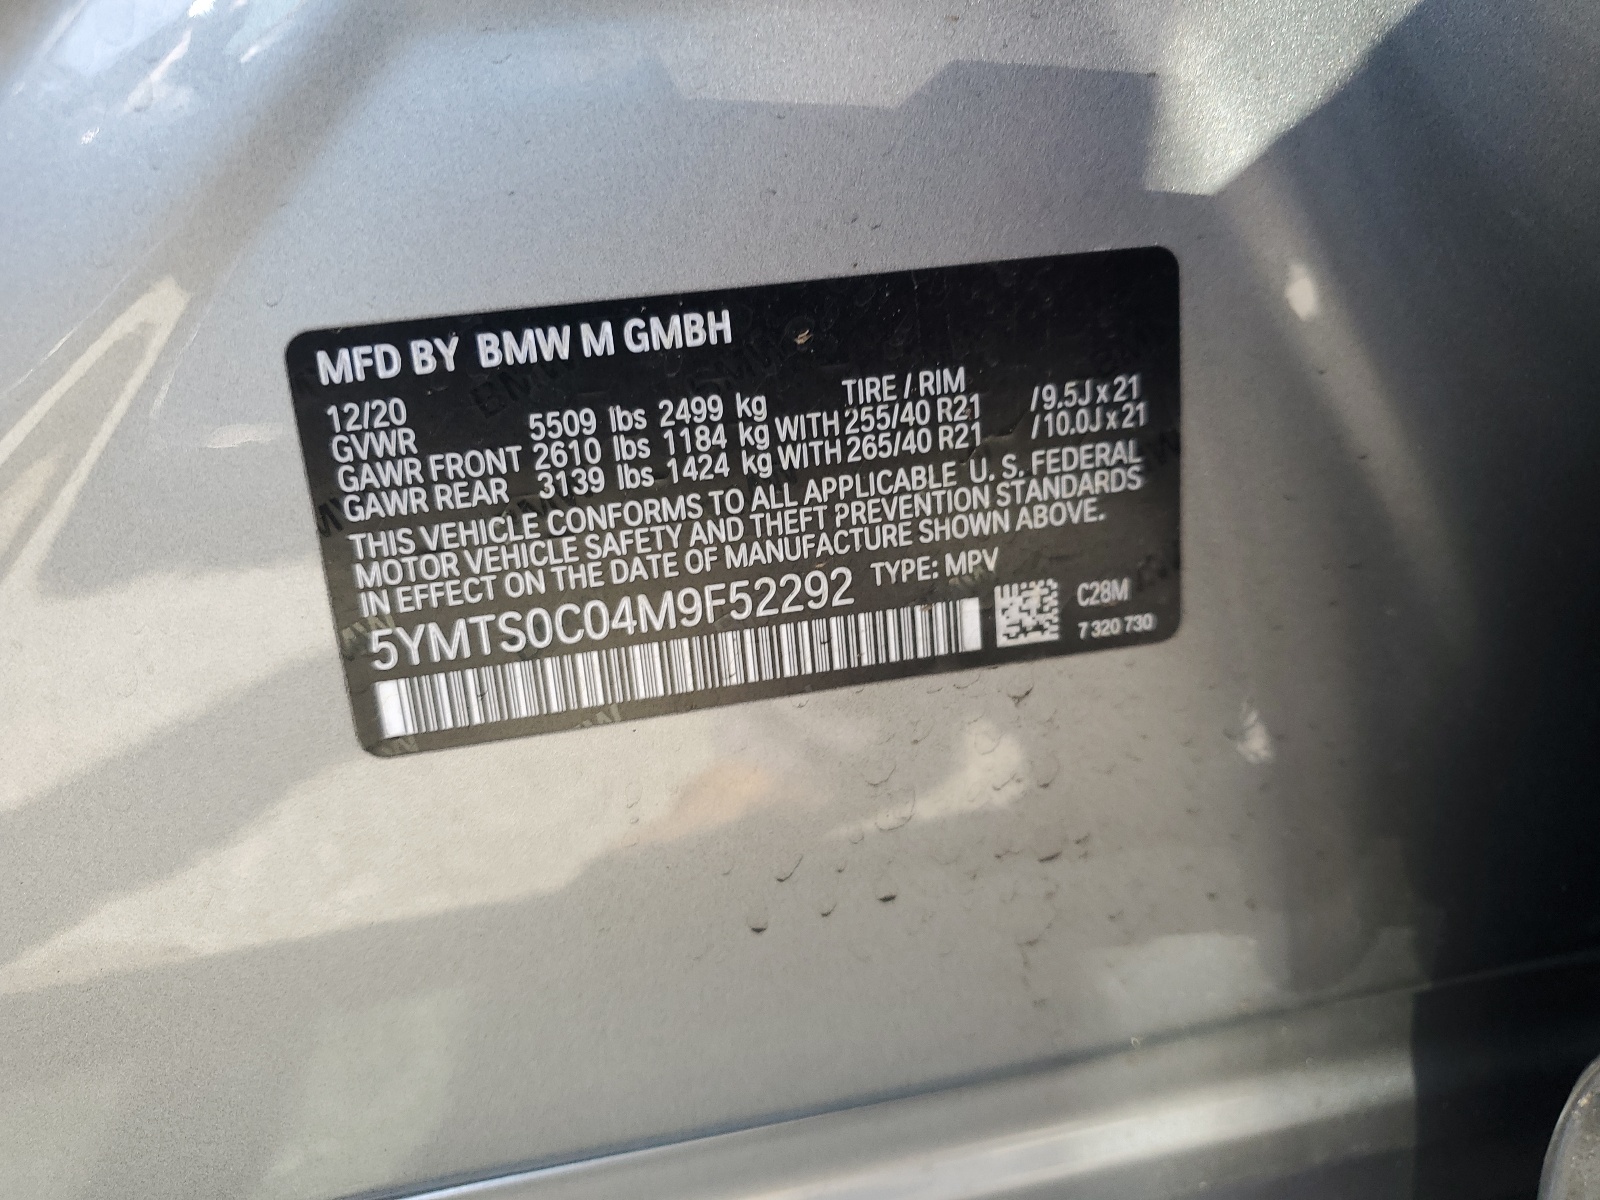 MFD BY BMW M GMBH
12/20 TIRE / RIM
GVWR 5509 lbs 2499 kg
GAWR FRONT 2610 lbs 1184 kg WITH 255/40 R21 /9.5J x 21
GAWR REAR 3139 lbs 1424 kg WITH 265/40 R21 /10.0J x 21
THIS VEHICLE CONFORMS TO ALL APPLICABLE U. S. FEDERAL
MOTOR VEHICLE SAFETY AND THEFT PREVENTION STANDARDS
IN EFFECT ON THE DATE OF MANUFACTURE SHOWN ABOVE.
5YMTS0C04M9F52292 TYPE: MPV
C28M
7 320 730